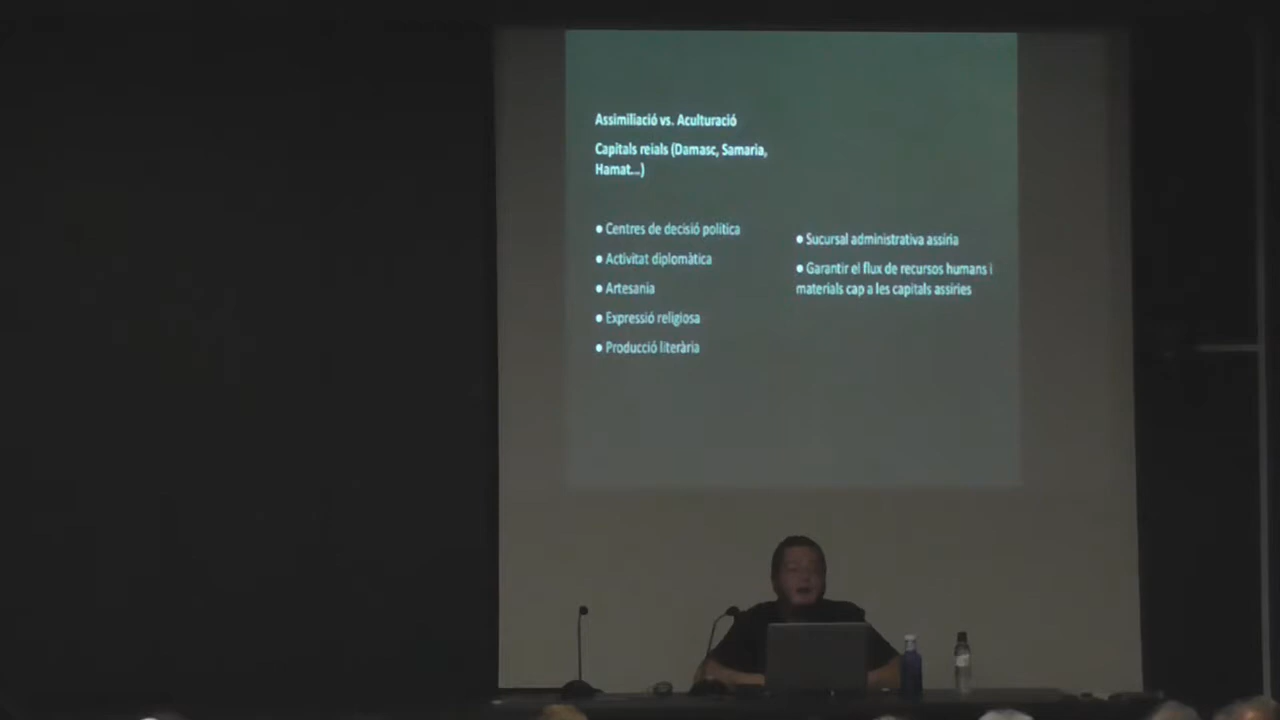 Assimiliació vs. Aculturació
Capitals reials (Damasc, Samaria,
Hamat...)
● Centres de decisió política
● Activitat diplomàtica
● Artesania
● Expressió religiosa
● Producció literària
● Sucursal administrativa assíria
● Garantir el flux de recursos humans i
materials cap a les capitals assíries